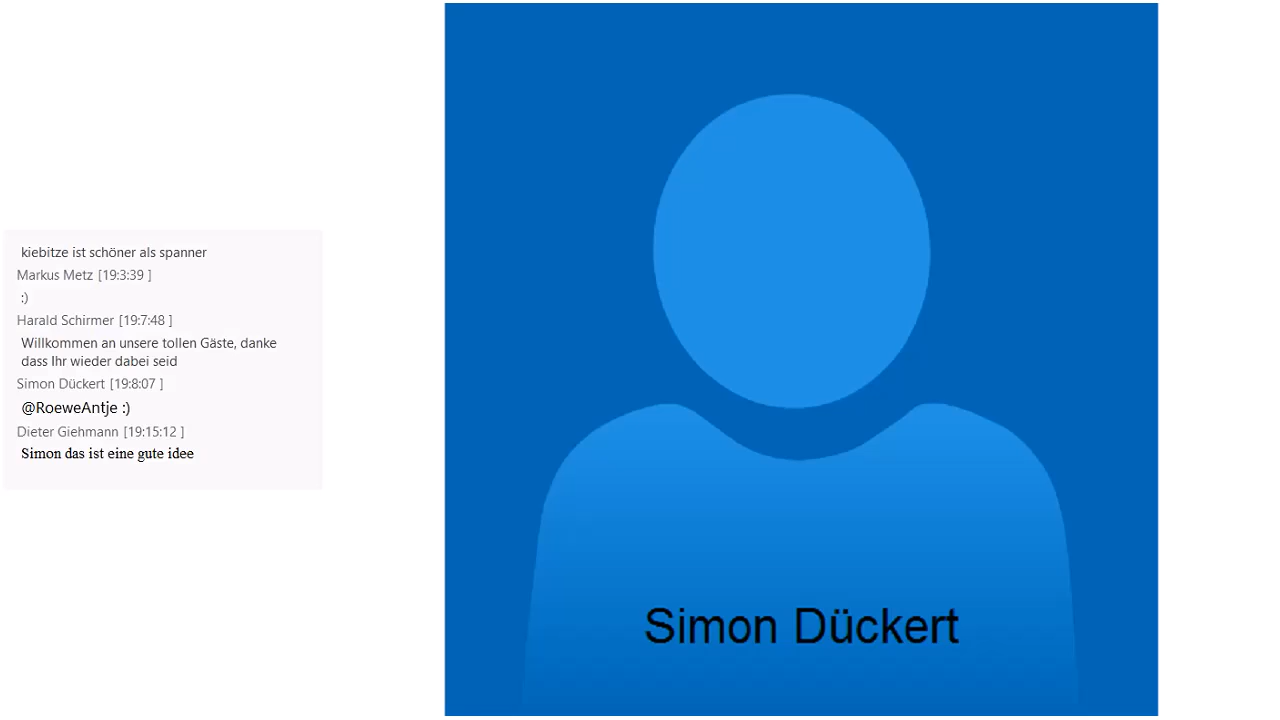 kiebitze ist schöner als spanner
Markus Metz [19:3:39 ]
:)
Harald Schirmer [19:7:48 ]
Willkommen an unsere tollen Gäste, danke
dass Ihr wieder dabei seid
Simon Dückert [19:8:07 ]
@RoeweAntje :)
Dieter Giehmann [19:15:12 ]
Simon das ist eine gute idee
Simon Dückert